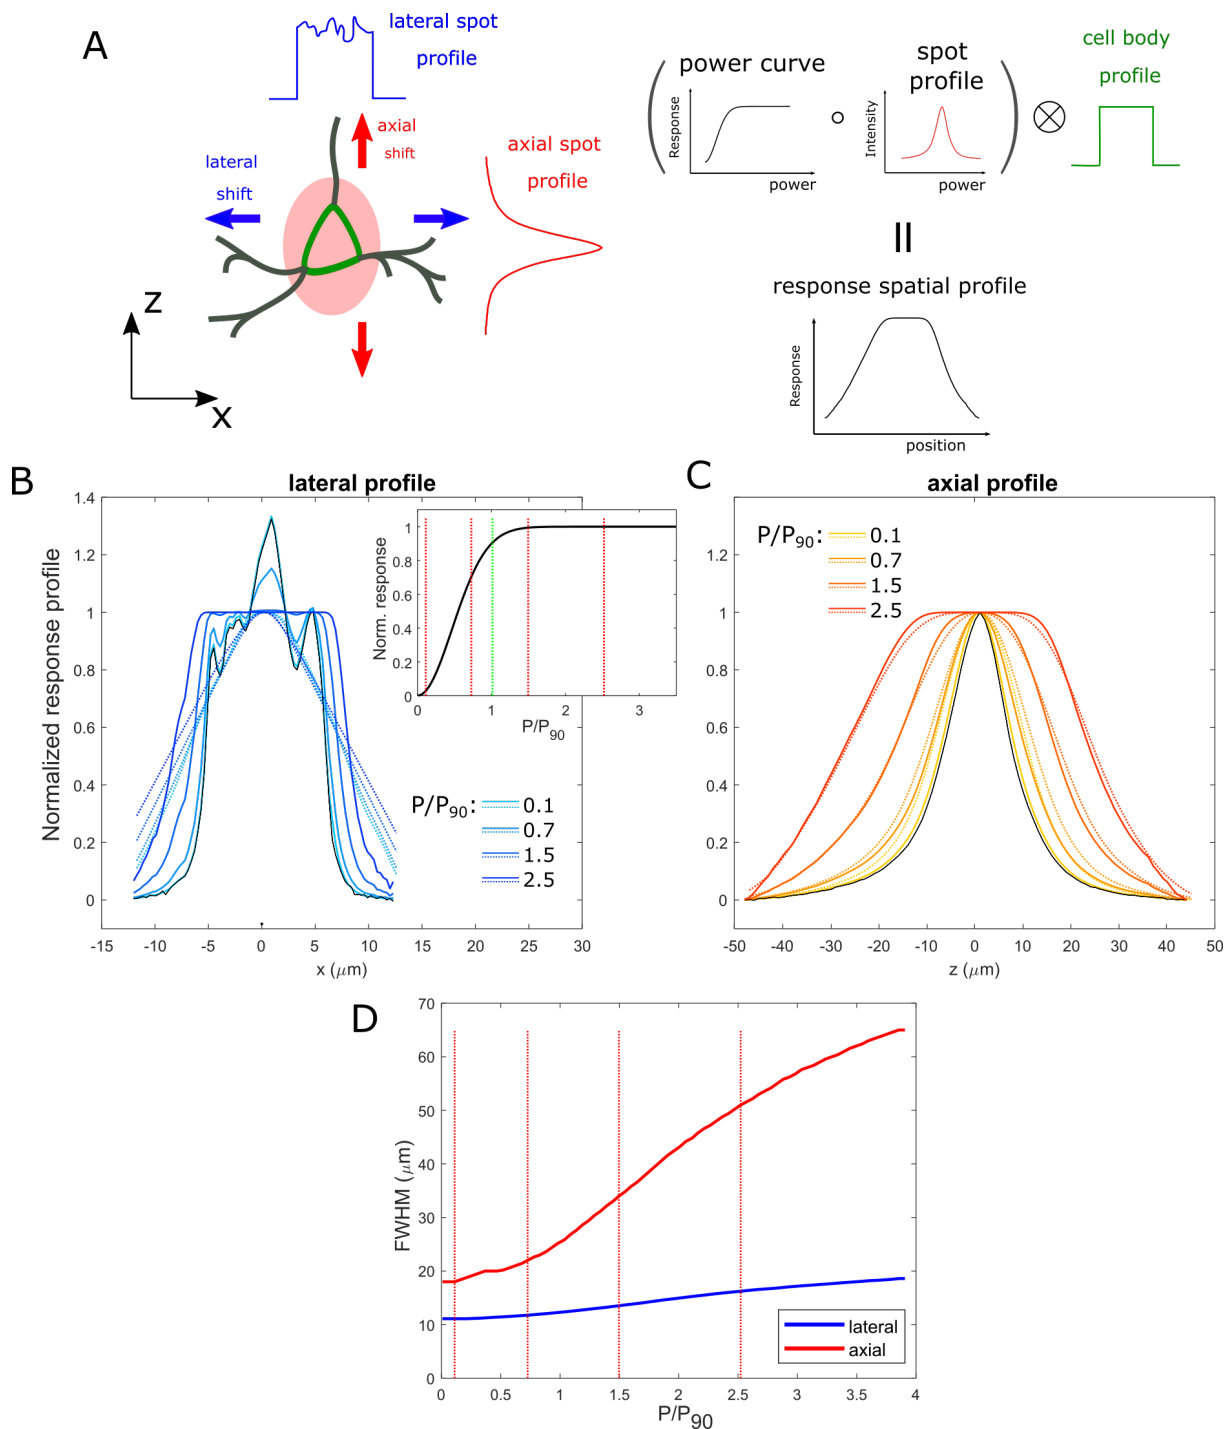 A
lateral spot
profile
axial
shift
lateral
shift
axial spot
profile
z
x
power curve
Response
power
spot
profile
Intensity
power
cell body
profile
=
response spatial profile
Response
position
B
lateral profile
Normalized response profile
1.4
1.2
1
0.8
0.6
0.4
0.2
0
-15 -10 -5 0 5 10 15 20 25 30
x (μm)
Norm. response
1
0.8
0.6
0.4
0.2
0
0 1 2 3
P/P90
P/P90:
0.1
0.7
1.5
2.5
C
axial profile
P/P90:
0.1
0.7
1.5
2.5
1.2
1
0.8
0.6
0.4
0.2
0
-50 -40 -30 -20 -10 0 10 20 30 40 50
z (μm)
D
FWHM (μm)
70
60
50
40
30
20
10
0
0 0.5 1 1.5 2 2.5 3 3.5 4
P/P90
lateral
axial